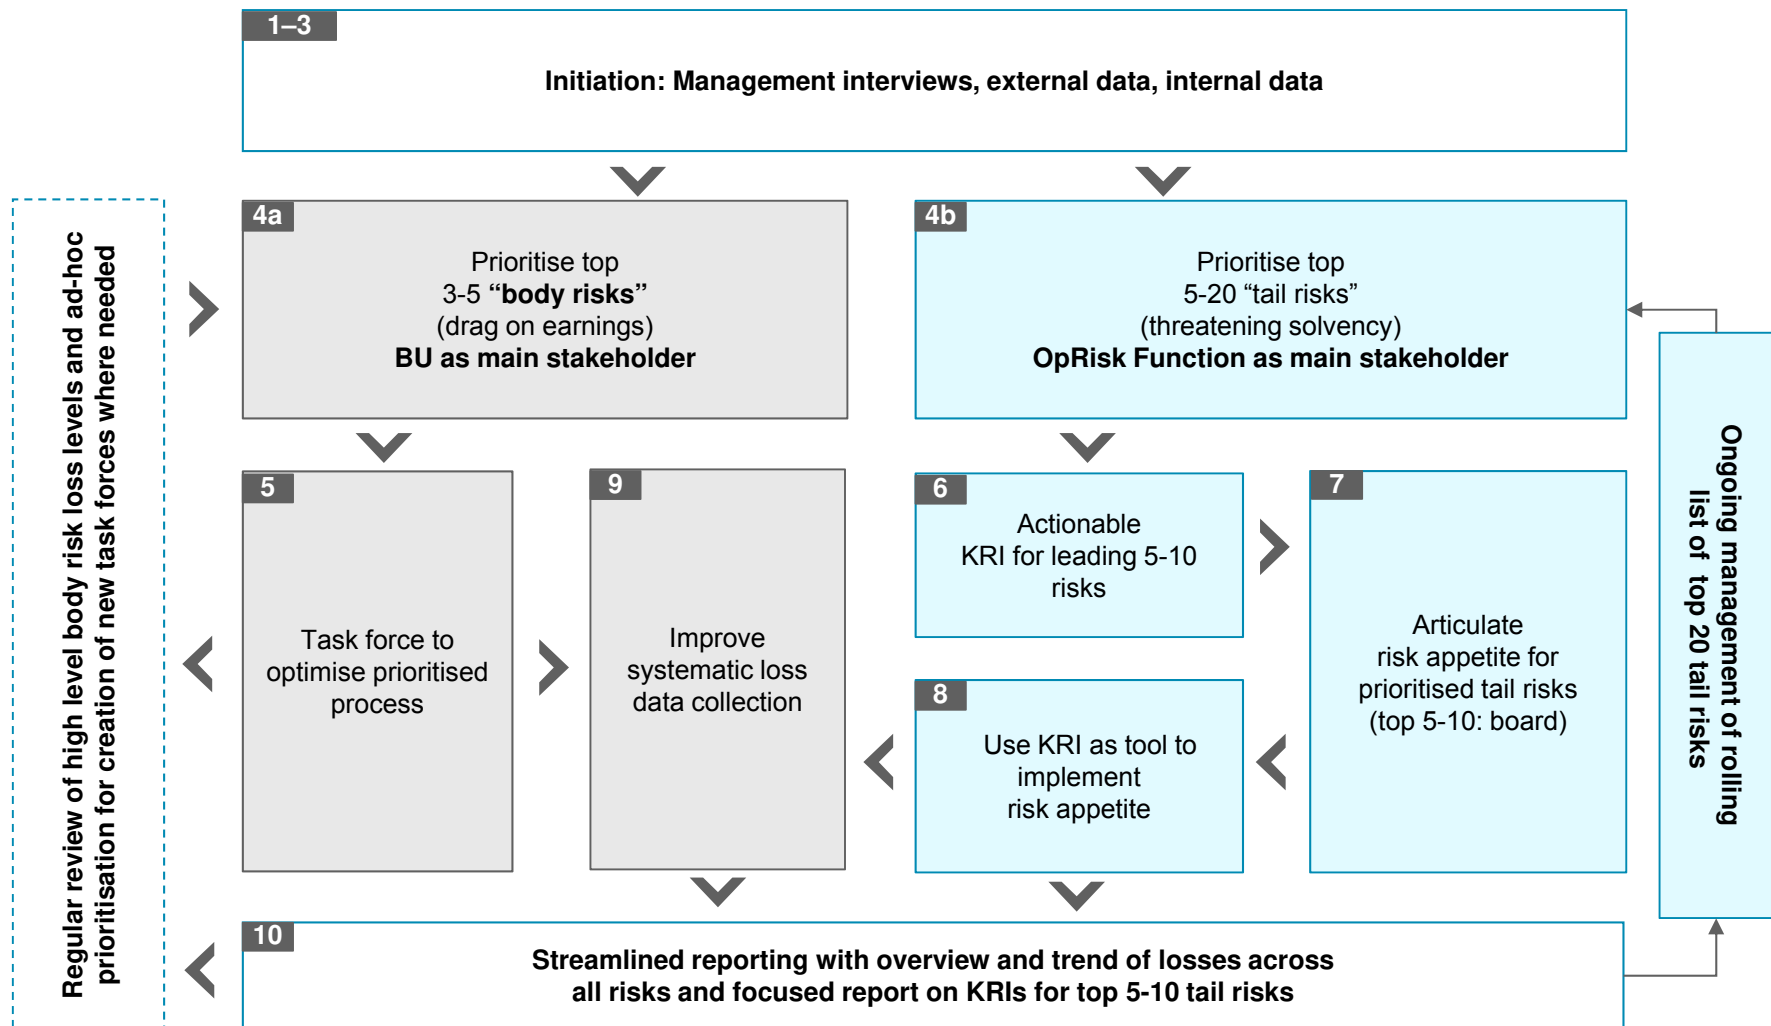 1–3
Initiation: Management interviews, external data, internal data
Regular review of high level body risk loss levels and ad-hoc
prioritisation for creation of new task forces where needed
4a
Prioritise top
3-5 “body risks”
(drag on earnings)
BU as main stakeholder
4b
Prioritise top
5-20 “tail risks”
(threatening solvency)
OpRisk Function as main stakeholder
5
Task force to
optimise prioritised
process
9
Improve
systematic loss
data collection
6
Actionable
KRI for leading 5-10
risks
7
Articulate
risk appetite for
prioritised tail risks
(top 5-10: board)
8
Use KRI as tool to
implement
risk appetite
Ongoing management of rolling
list of top 20 tail risks
10
Streamlined reporting with overview and trend of losses across
all risks and focused report on KRIs for top 5-10 tail risks